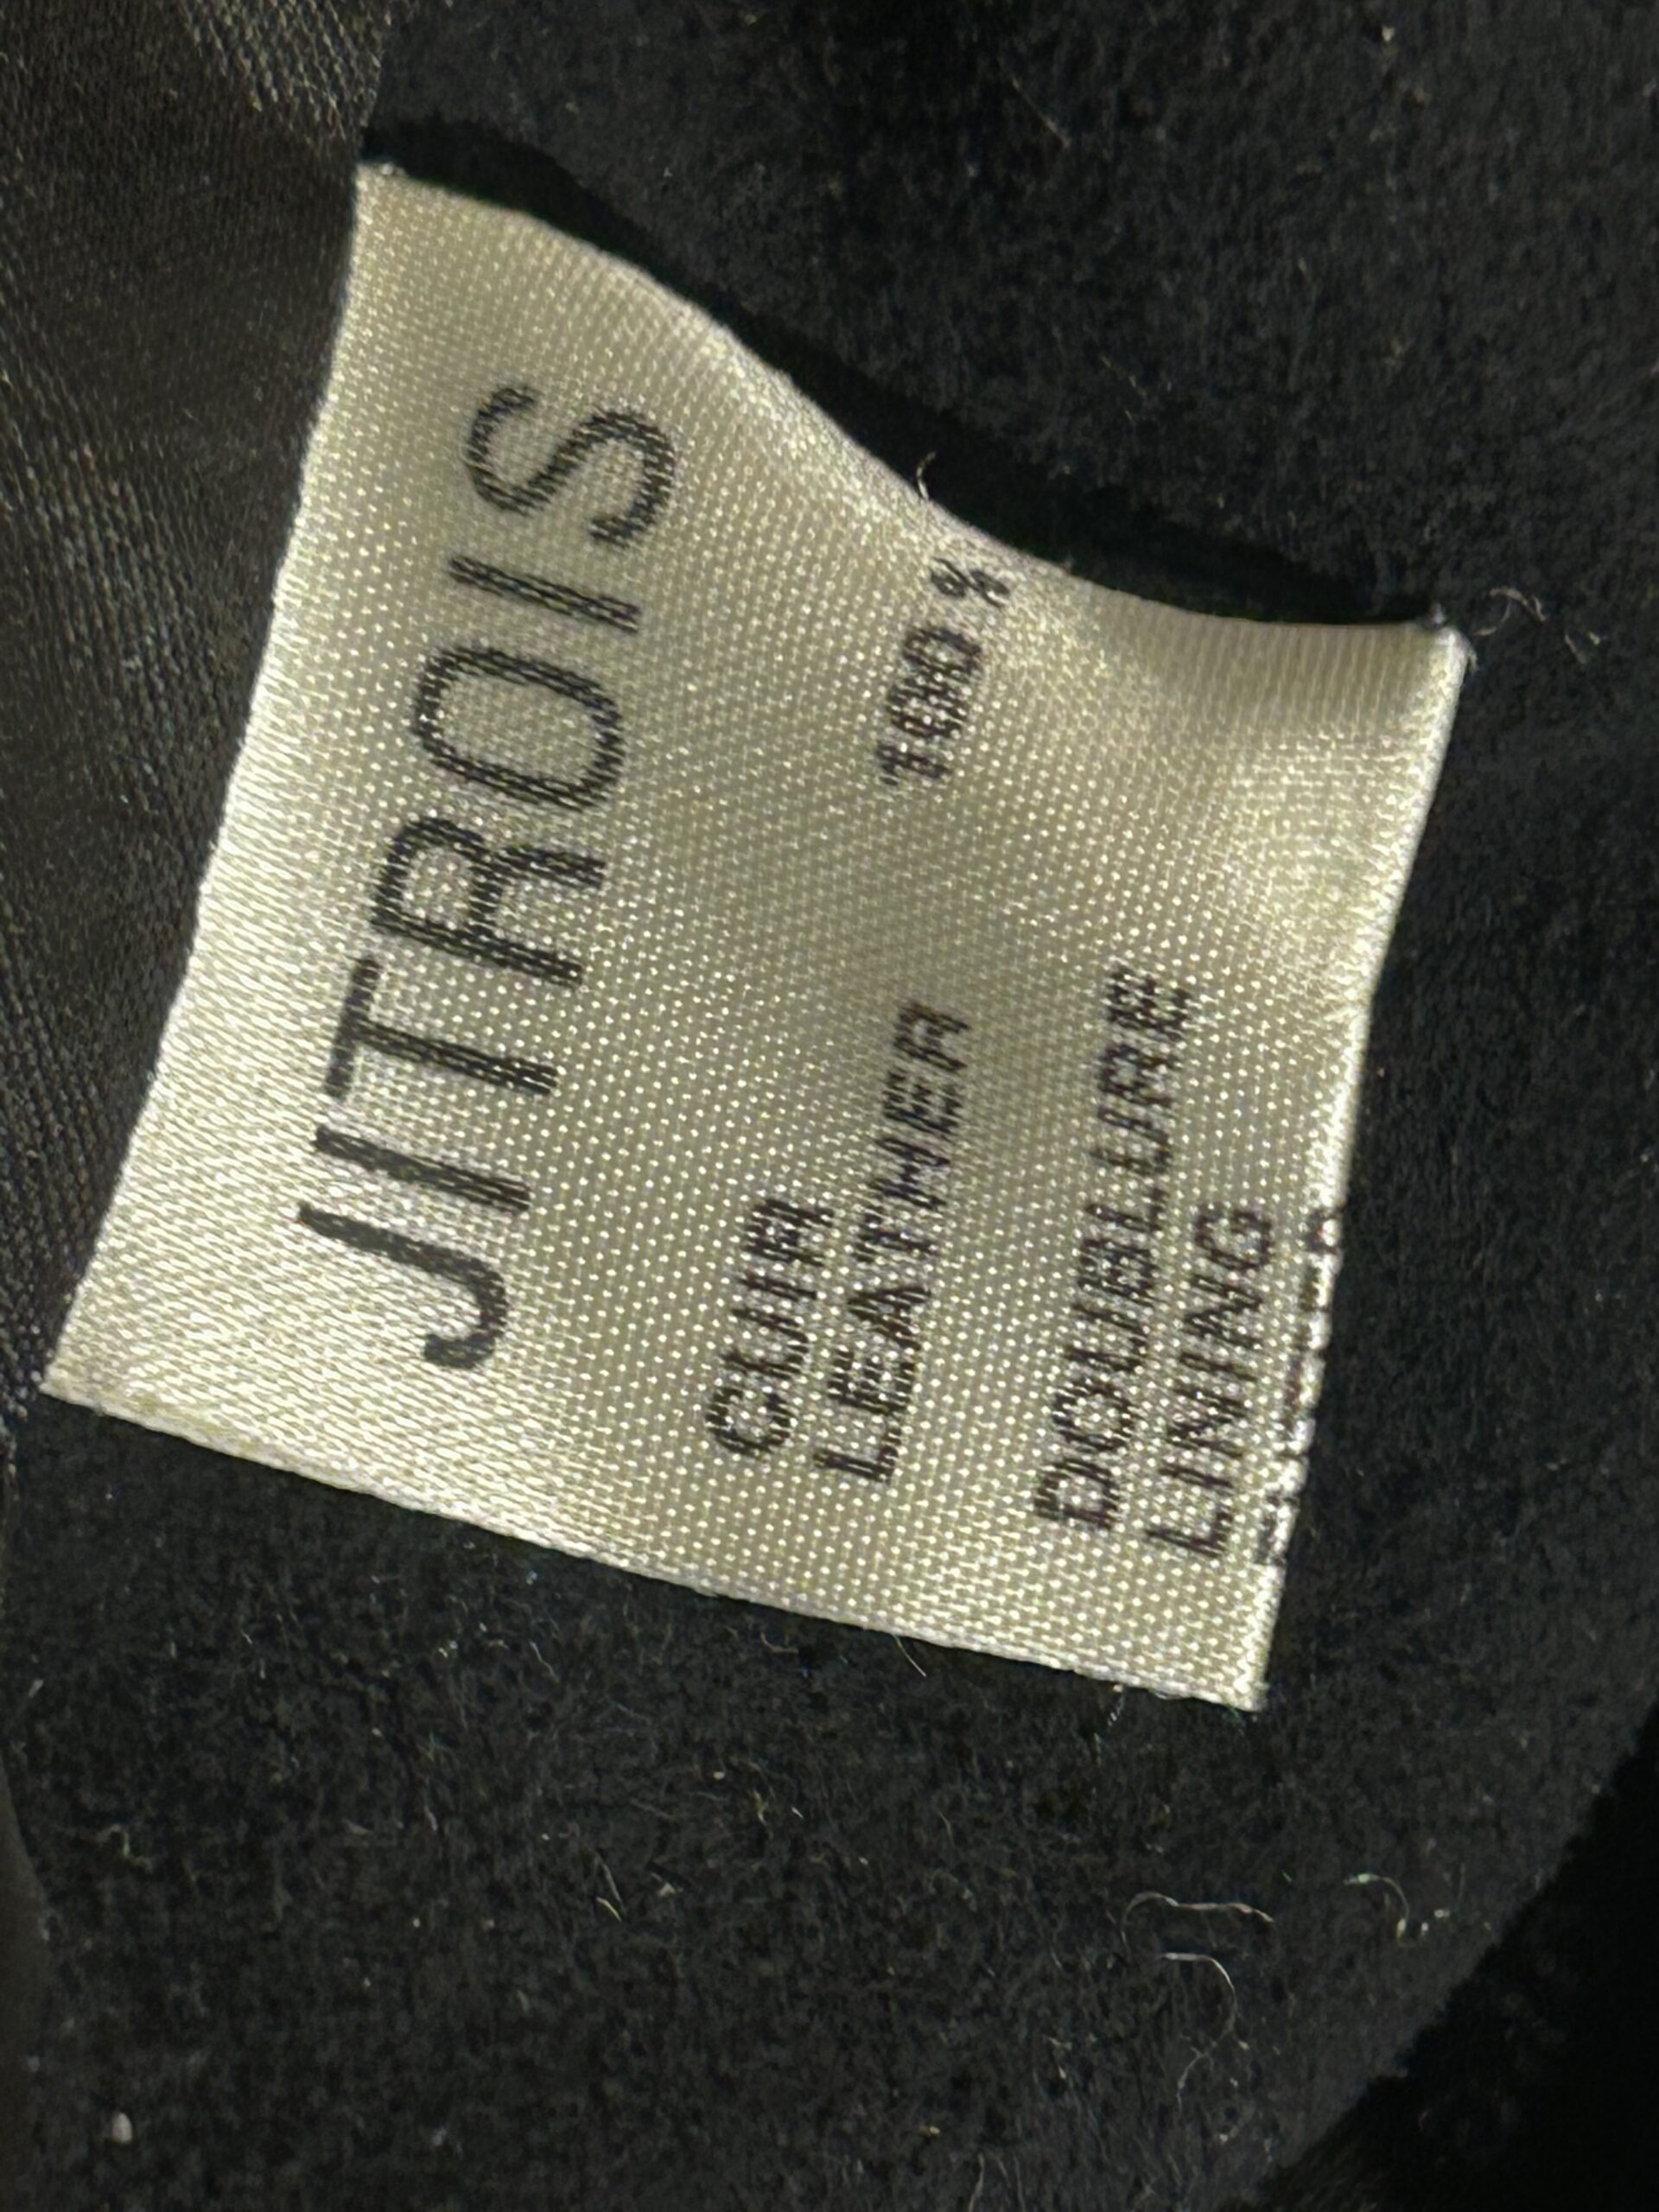 JITROIS
CUIR
LEATHER 100%
DOUBLURE
LINING